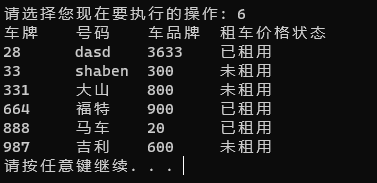 请选择您现在要执行的操作: 6
车牌 号码 车品牌 租车价格状态
28 dasd 3633 已租用
33 shaben 300 未租用
331 大山 800 未租用
664 福特 900 已租用
888 马车 20 已租用
987 吉利 600 未租用
请按任意键继续. . .